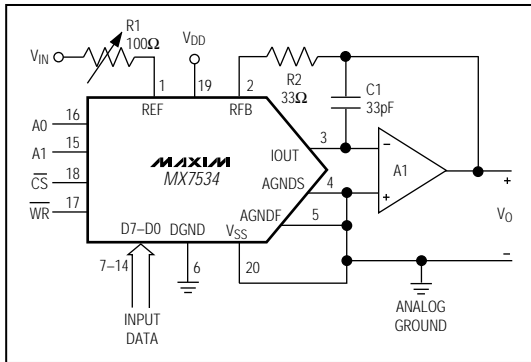 R1
100Ω
VIN
VDD
R2
33Ω
C1
33pF
1
19
2
REF
RFB
A0
16
A1
15
CS
18
WR
17
MAXIM
MX7534
IOUT
3
AGNDS
4
AGNDF
5
−
+
A1
+
VO
−
D7–D0
DGND
VSS
7–14
6
20
INPUT
DATA
ANALOG
GROUND